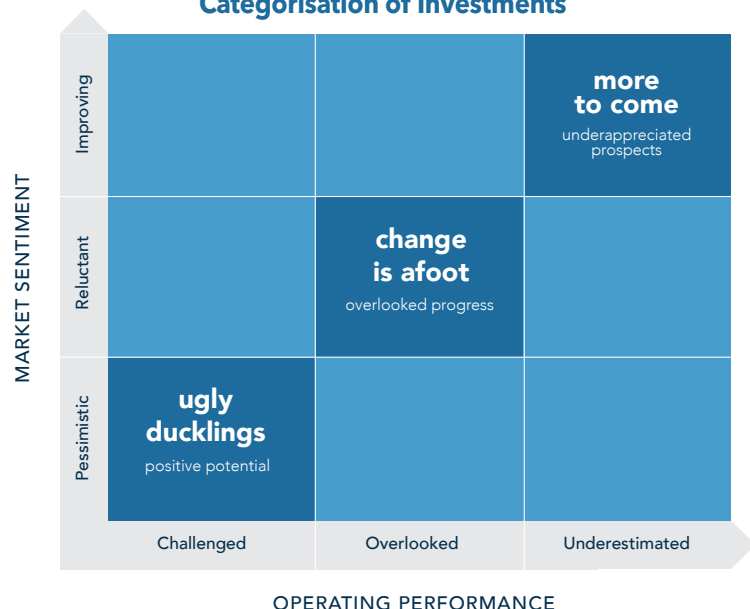 Categorisation of Investments
MARKET SENTIMENT
Improving
more
to come
underappreciated
prospects
Reluctant
change
is afoot
overlooked progress
Pessimistic
ugly
ducklings
positive potential
Challenged
Overlooked
Underestimated
OPERATING PERFORMANCE